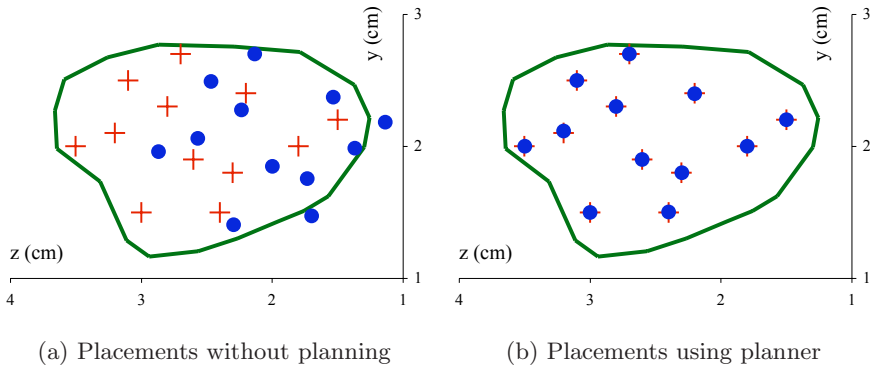 3
y (cm)
2
z (cm)
1
4 3 2 1
3
y (cm)
2
z (cm)
1
4 3 2 1
(a) Placements without planning
(b) Placements using planner